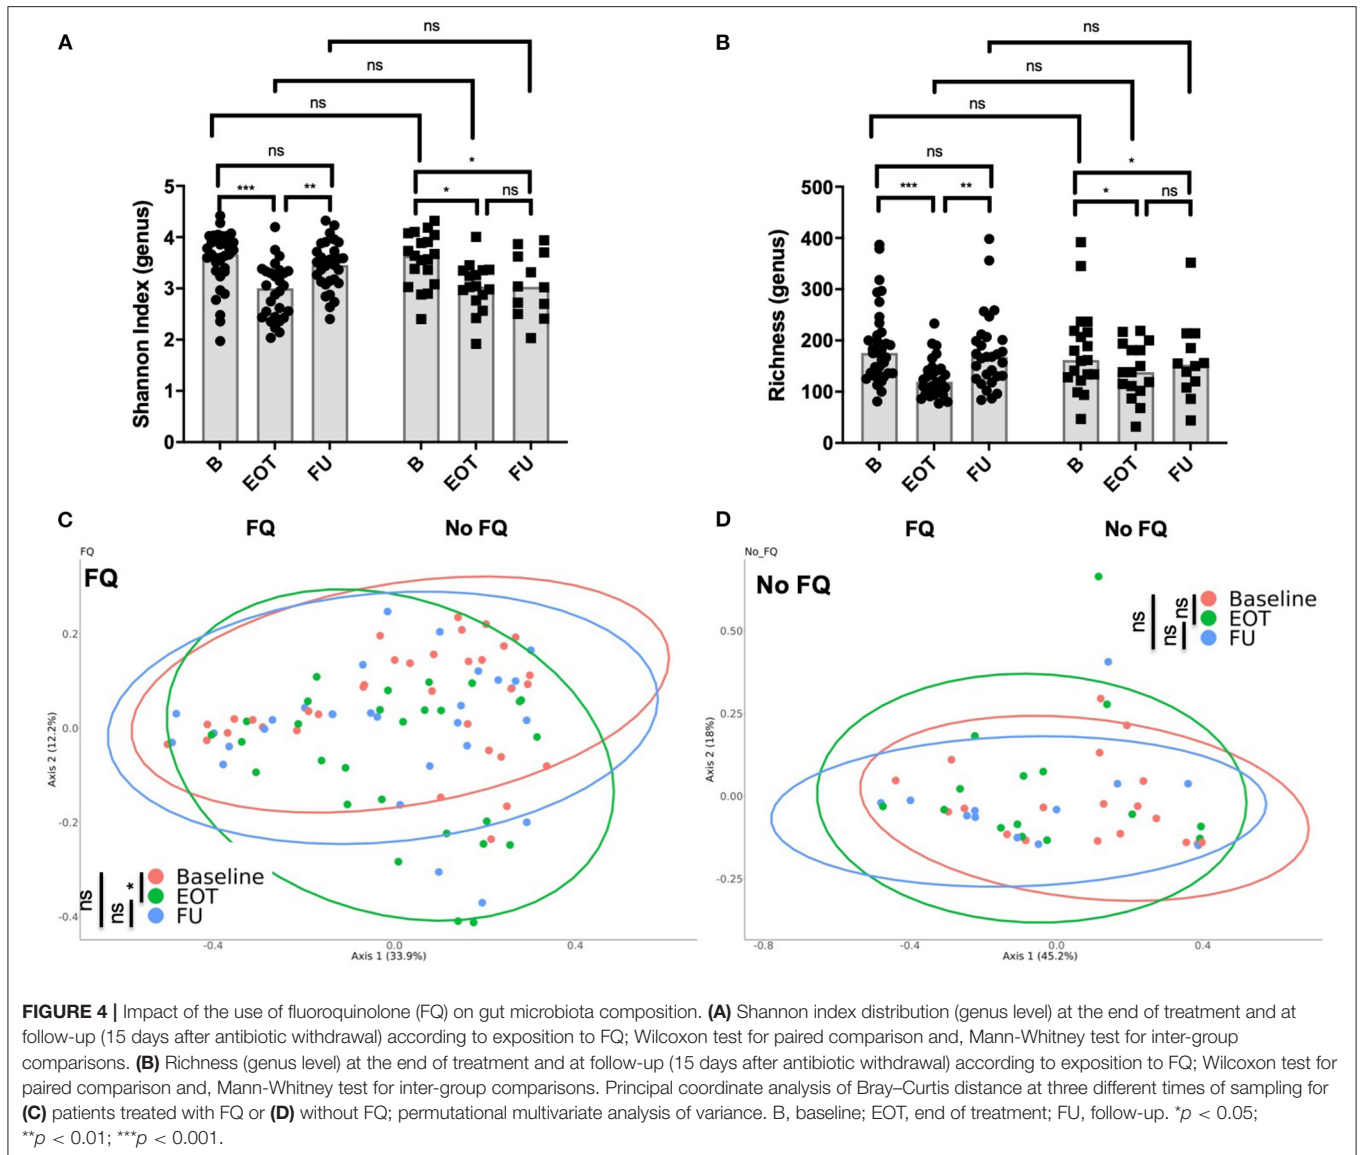 A
ns
ns
ns
ns
*
*** ** * ns
Shannon Index (genus)
5
4
3
2
1
0
B EOT FU B EOT FU
FQ No FQ
B
ns
ns
ns
ns
*
*** ** * ns
Richness (genus)
500
400
300
200
100
0
B EOT FU B EOT FU
FQ No FQ
C
FQ
FQ
Axis 2 (12.2%)
0.2
0.0
-0.2
-0.4
ns ns *
Baseline
EOT
FU
-0.4 0.0 0.4
Axis 1 (33.9%)
D
No_FQ
No FQ
Axis 2 (18%)
0.50
0.25
0.00
-0.25
ns ns ns
Baseline
EOT
FU
-0.8 -0.4 0.0 0.4
Axis 1 (45.2%)
FIGURE 4 | Impact of the use of fluoroquinolone (FQ) on gut microbiota composition. (A) Shannon index distribution (genus level) at the end of treatment and at
follow-up (15 days after antibiotic withdrawal) according to exposition to FQ; Wilcoxon test for paired comparison and, Mann-Whitney test for inter-group
comparisons. (B) Richness (genus level) at the end of treatment and at follow-up (15 days after antibiotic withdrawal) according to exposition to FQ; Wilcoxon test for
paired comparison and, Mann-Whitney test for inter-group comparisons. Principal coordinate analysis of Bray–Curtis distance at three different times of sampling for
(C) patients treated with FQ or (D) without FQ; permutational multivariate analysis of variance. B, baseline; EOT, end of treatment; FU, follow-up. *p < 0.05;
**p < 0.01; ***p < 0.001.